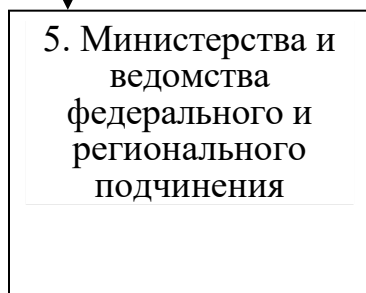 5. Министерства и
ведомства
федерального и
регионального
подчинения